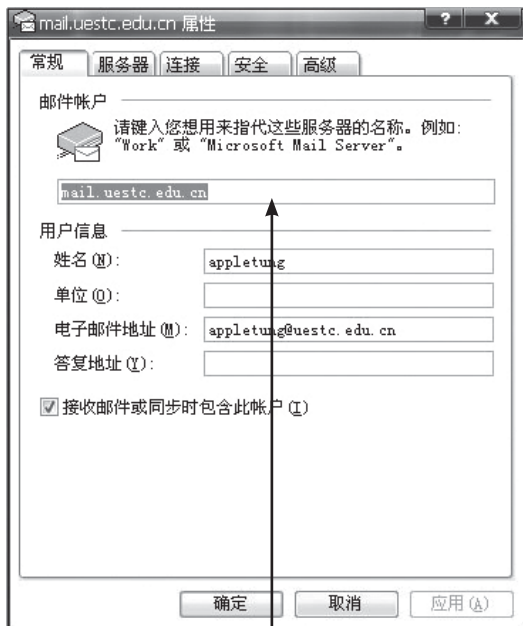 mail.uestc.edu.cn 属性
? X
常规 服务器 连接 安全 高级
邮件帐户
请键入您想用来指代这些服务器的名称。例如:
“Work” 或 “Microsoft Mail Server”。
mail.uestc.edu.cn
用户信息
姓名(N): appletung
单位(O):
电子邮件地址(M): appletung@uestc.edu.cn
答复地址(Y):
接收邮件或同步时包含此帐户(I)
确定 取消 应用(A)